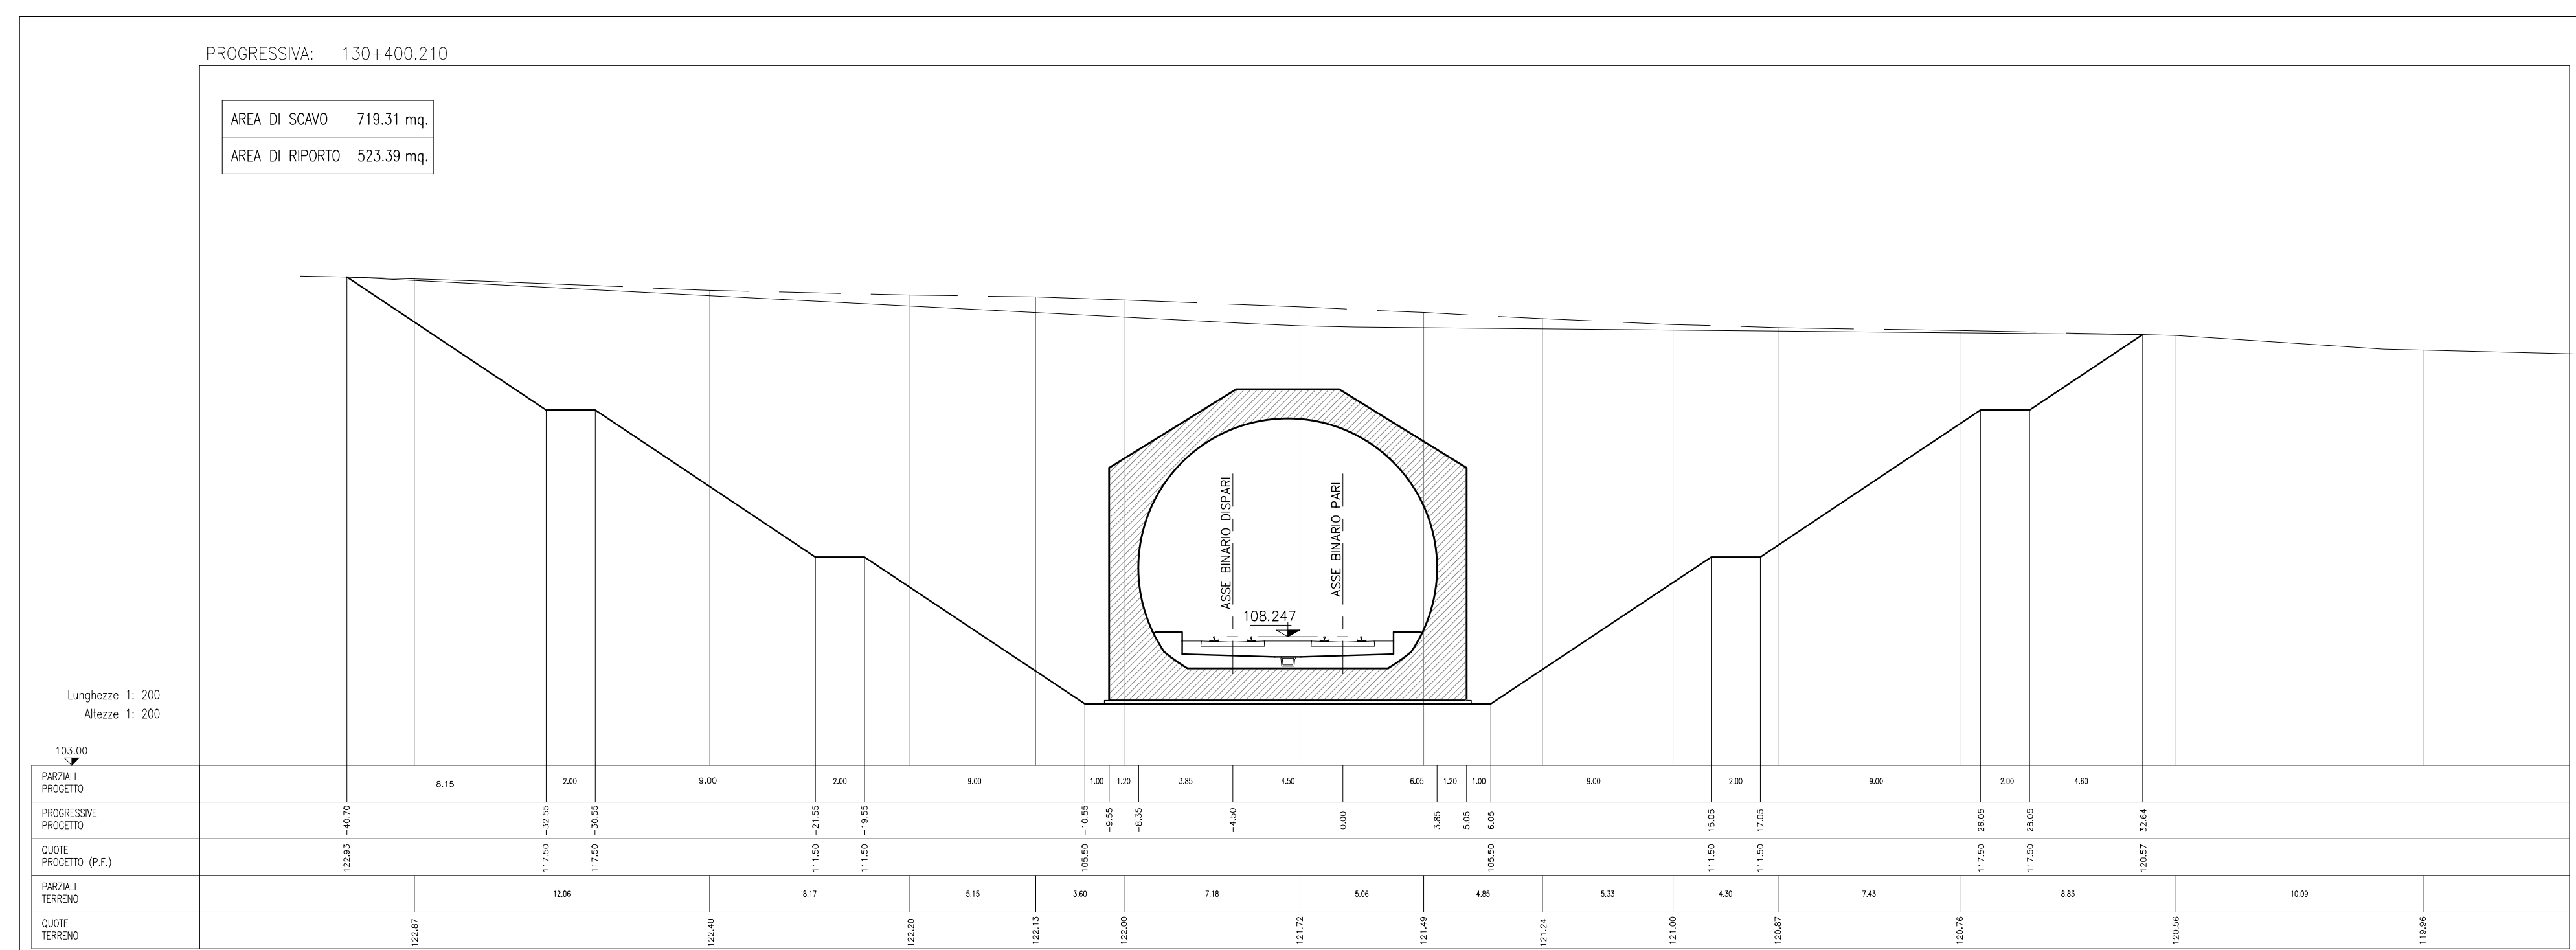 PROGRESSIVA: 130+400.210
AREA DI SCAVO 719.31 mq.
AREA DI RIPORTO 523.39 mq.
ASSE BINARIO DISPARI
ASSE BINARIO PARI
108.247
Lunghezze 1: 200
Altezze 1: 200
103.00
PARZIALI
PROGETTO
8.15 2.00 9.00 2.00 9.00 1.00 1.20 3.85 4.50 6.05 1.20 1.00 9.00 2.00 9.00 2.00 4.60
PROGRESSIVE
PROGETTO
-40.70 -32.55 -30.55 -21.55 -19.55 -10.55 -9.55 -8.35 -4.50 0.00 3.85 5.05 6.05 15.05 17.05 26.05 28.05 32.64
QUOTE
PROGETTO (P.F.)
122.93 117.50 117.50 111.50 111.50 105.50 105.50 111.50 111.50 117.50 117.50 120.57
PARZIALI
TERRENO
12.06 8.17 5.15 3.60 7.18 5.06 4.85 5.33 4.30 7.43 8.83 10.09
QUOTE
TERRENO
122.87 122.40 122.20 122.13 122.00 121.72 121.49 121.24 121.00 120.87 120.76 120.56 119.96